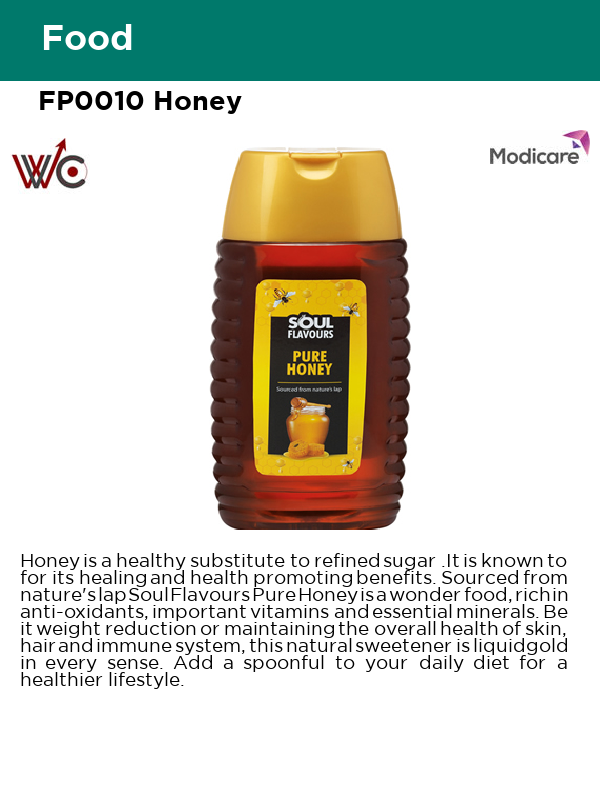 Food
FP0010 Honey
WC
Modicare
SOUL
FLAVOURS
PURE
HONEY
Sourced from nature's lap
Honey is a healthy substitute to refined sugar .It is known to
for its healing and health promoting benefits. Sourced from
nature's lap Soul Flavours Pure Honey is a wonder food, rich in
anti-oxidants, important vitamins and essential minerals. Be
it weight reduction or maintaining the overall health of skin,
hair and immune system, this natural sweetener is liquid gold
in every sense. Add a spoonful to your daily diet for a
healthier lifestyle.